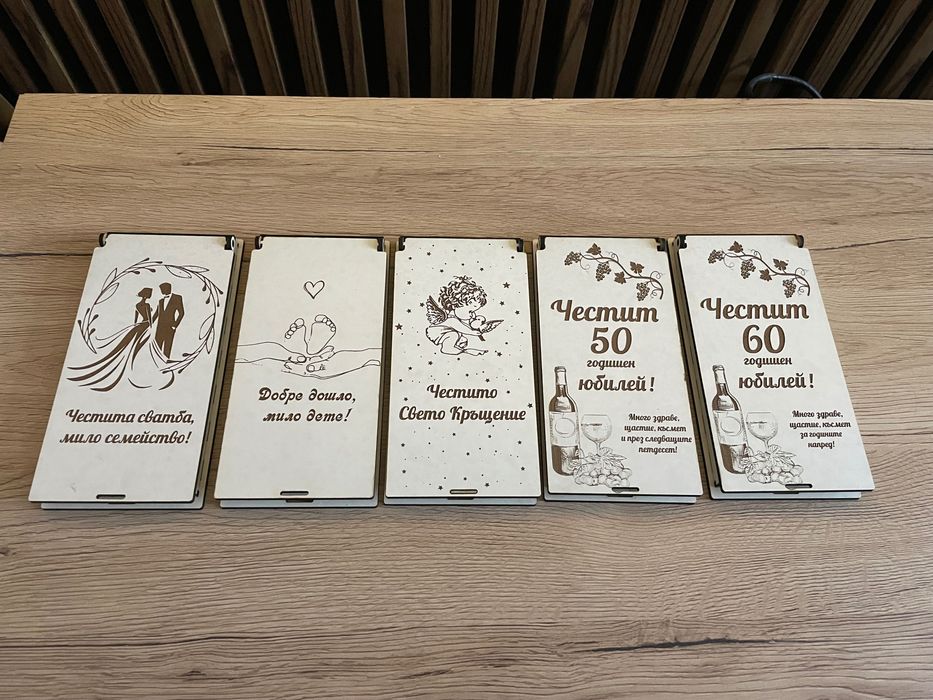 Честита сватба,
мило семейство!
Добре дошло,
мило дете!
Честито
Свето Кръщение
Честит
50
годишен
юбилей!
Много здраве,
щастие, късмет
и през следващите
петдесет!
Честит
60
годишен
юбилей!
Много здраве,
щастие, късмет
за годините
напред!